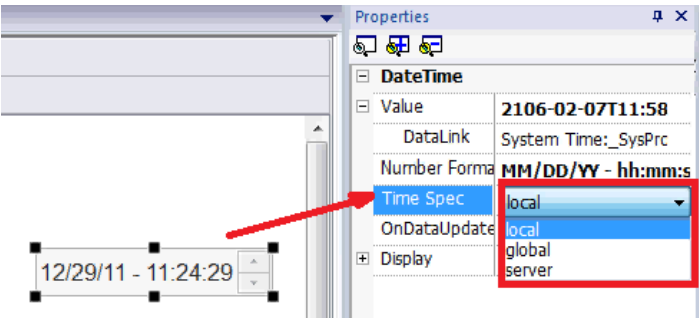 Properties
DateTime
Value 2106-02-07T11:58
DataLink System Time:_SysPrc
Number Forma MM/DD/YY - hh:mm:s
Time Spec local
OnDataUpdate local
global
Display server
12/29/11 - 11:24:29